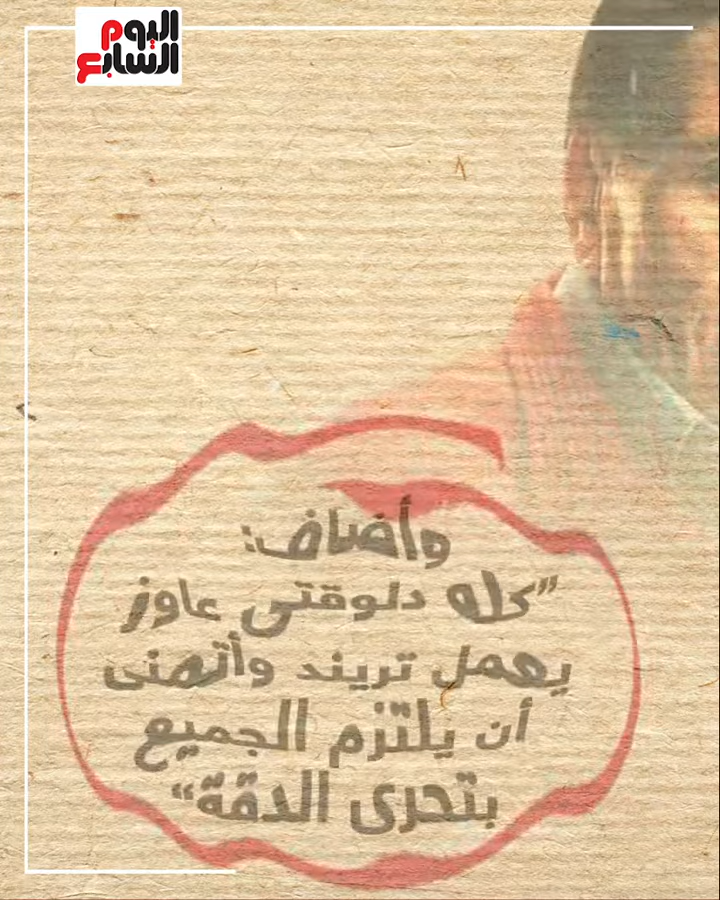 اليوم
السابع
وأضاف:
"كله دلوقتى عاوز
يعمل تريند وأتمنى
أن يلتزم الجميع
بتحرى الدقة"